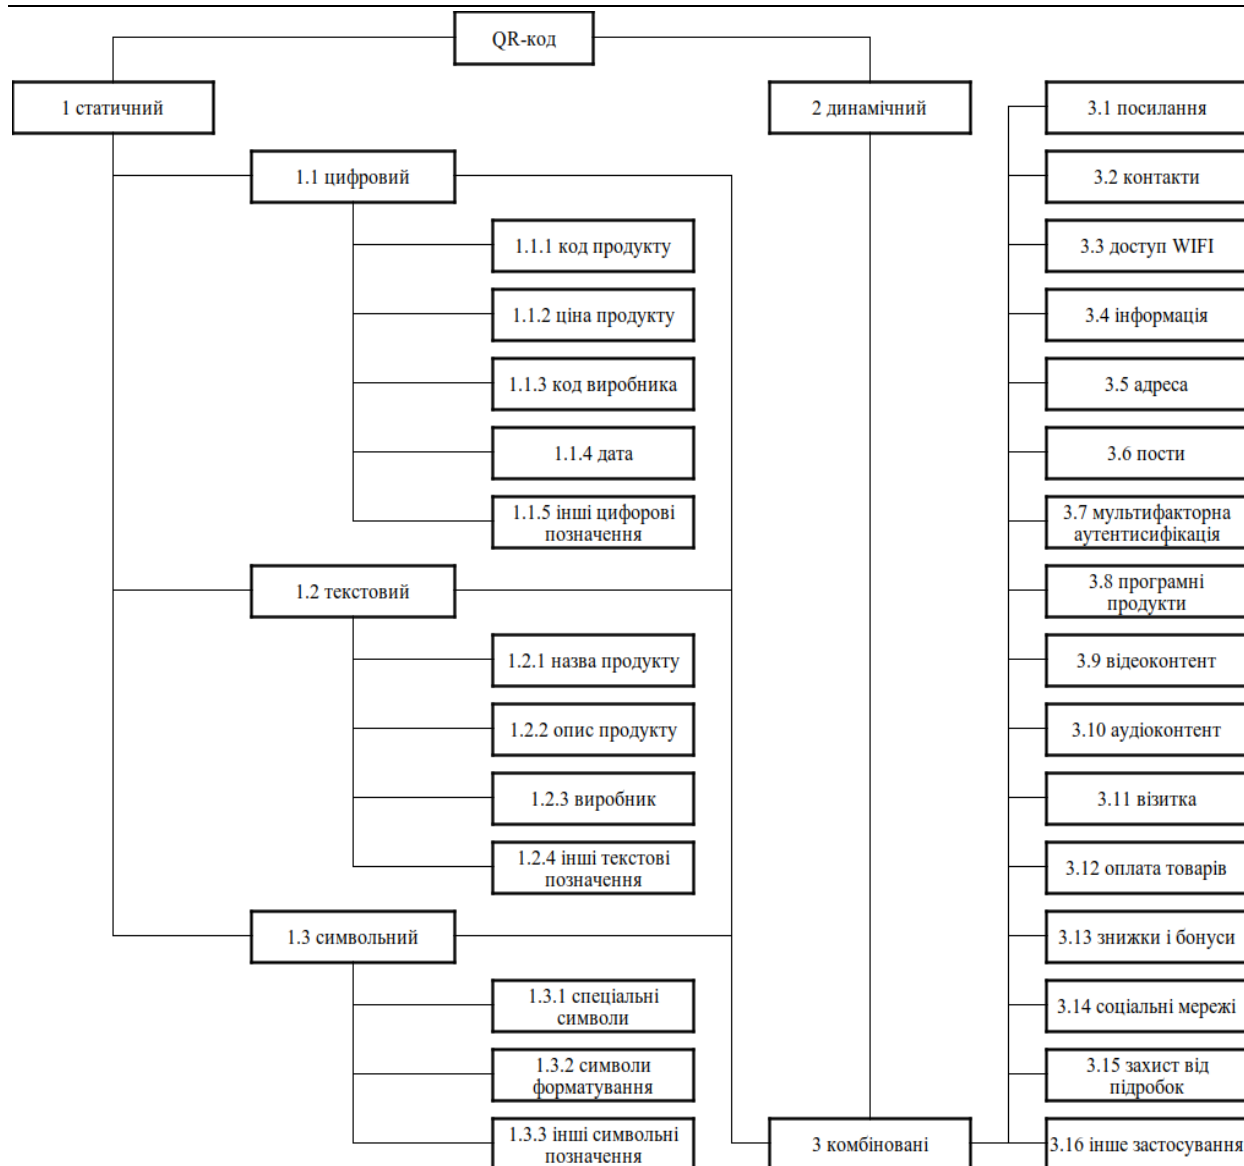 QR-код
1 статичний
2 динамічний
1.1 цифровий
1.1.1 код продукту
1.1.2 ціна продукту
1.1.3 код виробника
1.1.4 дата
1.1.5 інші цифорові
позначення
1.2 текстовий
1.2.1 назва продукту
1.2.2 опис продукту
1.2.3 виробник
1.2.4 інші текстові
позначення
1.3 символьний
1.3.1 спеціальні
символи
1.3.2 символи
форматування
1.3.3 інші символьні
позначення
3 комбіновані
3.1 посилання
3.2 контакти
3.3 доступ WIFI
3.4 інформація
3.5 адреса
3.6 пости
3.7 мультифакторна
аутентисифікація
3.8 програмні
продукти
3.9 відеоконтент
3.10 аудіоконтент
3.11 візитка
3.12 оплата товарів
3.13 знижки і бонуси
3.14 соціальні мережі
3.15 захист від
підробок
3.16 інше застосування